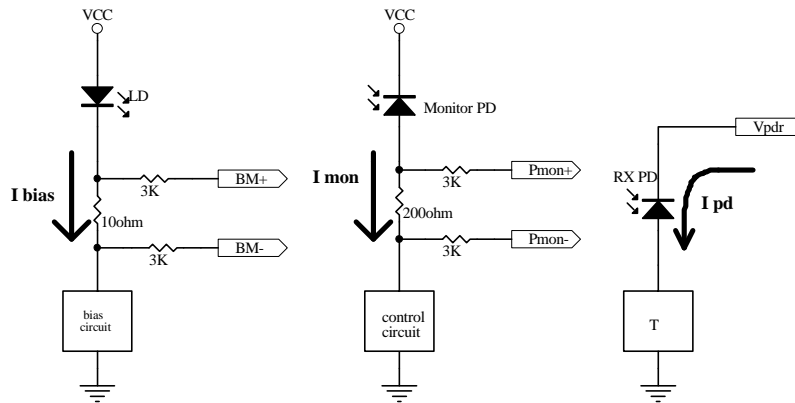 VCC
LD
I bias
3K
BM+
10ohm
3K
BM-
bias
circuit
VCC
Monitor PD
I mon
3K
Pmon+
200ohm
3K
Pmon-
control
circuit
Vpdr
RX PD
I pd
T